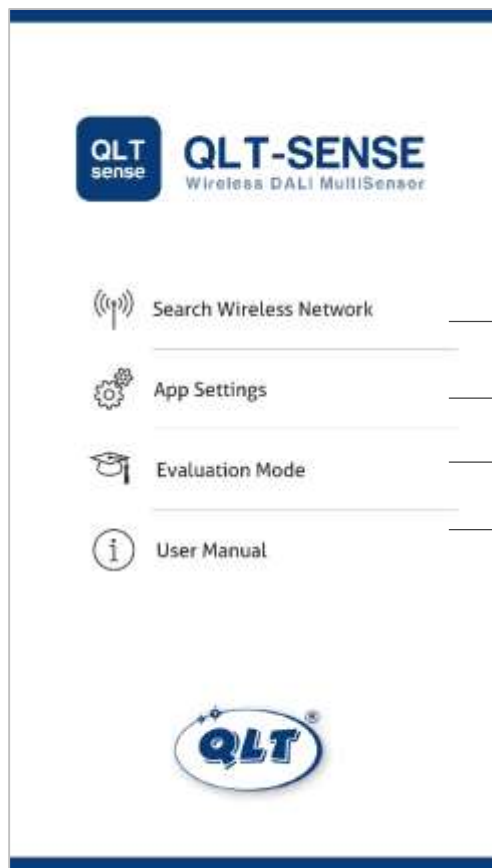 QLT
sense
QLT-SENSE
Wireless DALI MultiSensor
Search Wireless Network
App Settings
Evaluation Mode
i
User Manual
QLT
®